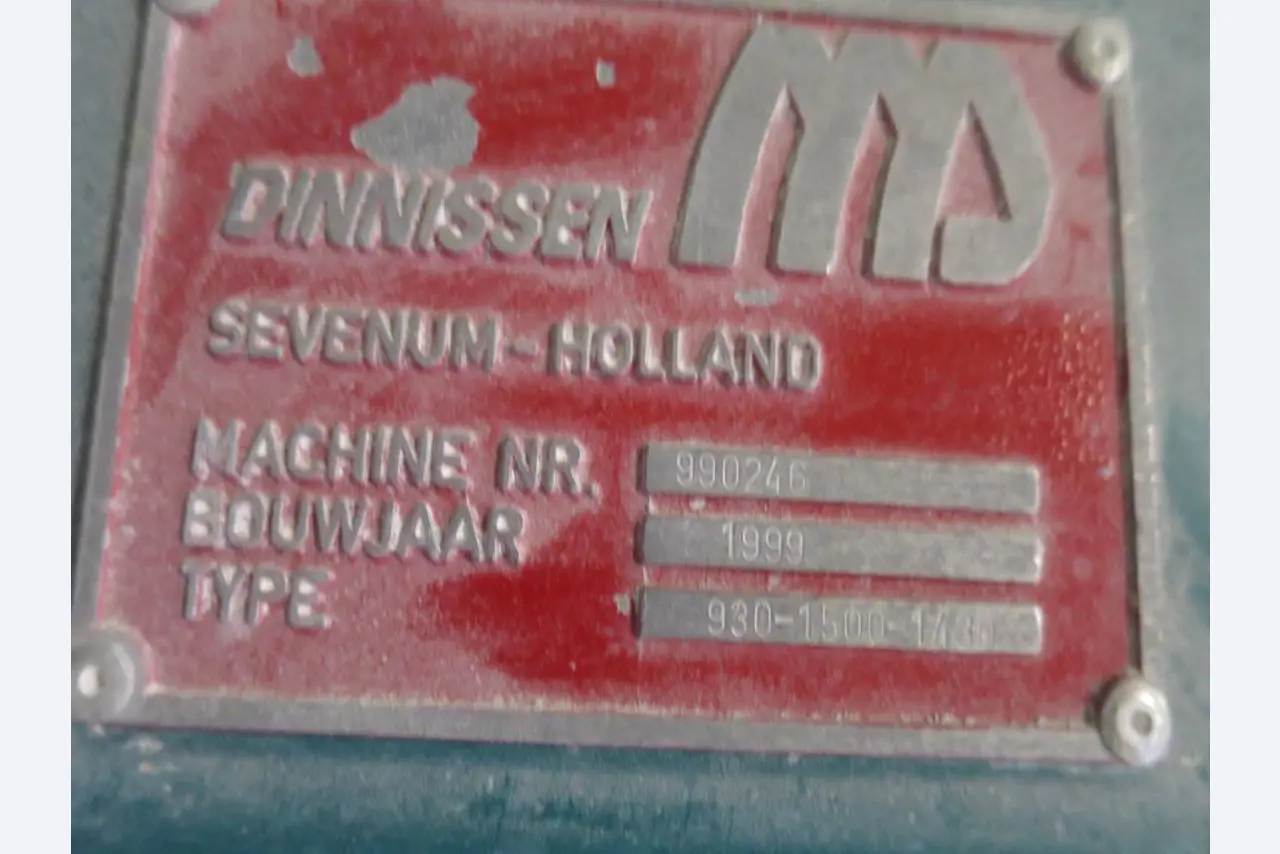 DINNISSEN
SEVENUM - HOLLAND
MACHINE NR. 990246
BOUWJAAR 1999
TYPE